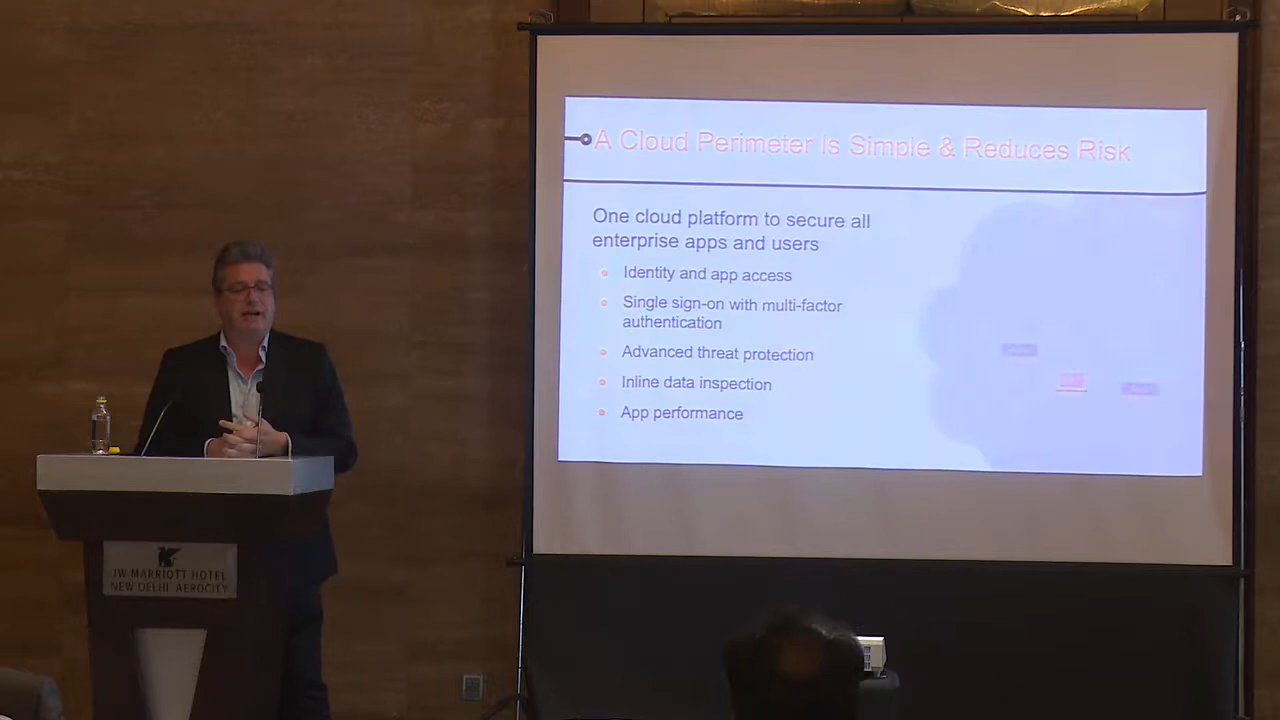 A Cloud Perimeter Is Simple & Reduces Risk
One cloud platform to secure all
enterprise apps and users
Identity and app access
Single sign-on with multi-factor
authentication
Advanced threat protection
Inline data inspection
App performance
JW MARRIOTT HOTEL
NEW DELHI AEROCITY